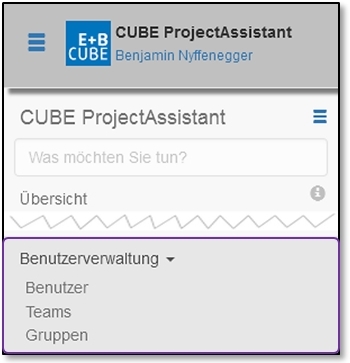 E+B
CUBE
CUBE ProjectAssistant
Benjamin Nyffenegger
CUBE ProjectAssistant
Was möchten Sie tun?
Übersicht
Benutzerverwaltung
Benutzer
Teams
Gruppen